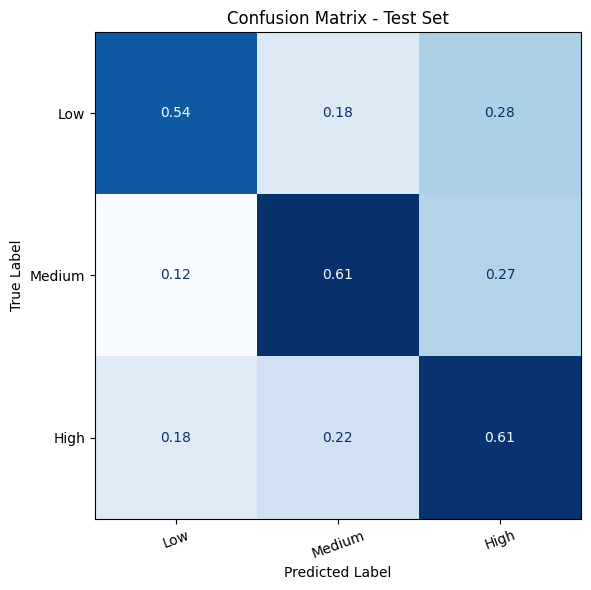 Confusion Matrix - Test Set
True Label
Low
0.54 0.18 0.28
Medium
0.12 0.61 0.27
High
0.18 0.22 0.61
Low Medium High
Predicted Label